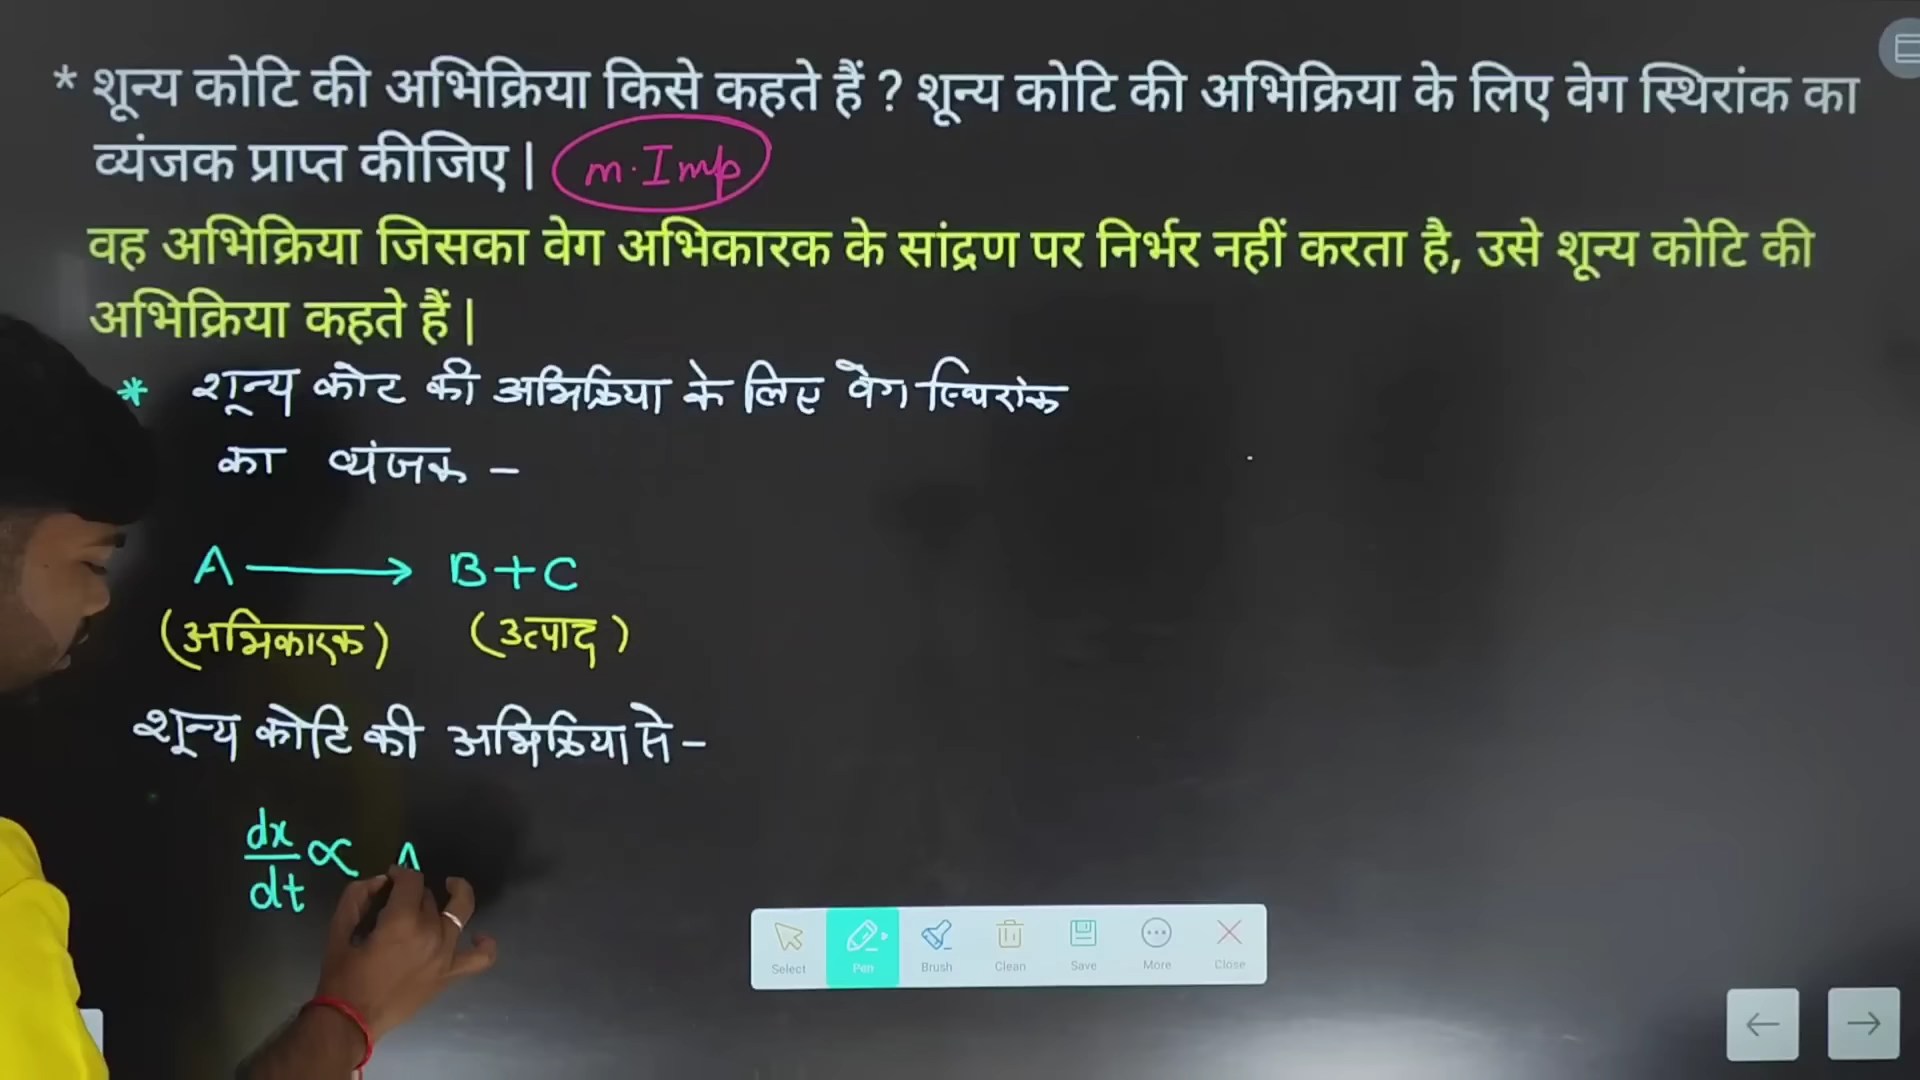 * शून्य कोटि की अभिक्रिया किसे कहते हैं ? शून्य कोटि की अभिक्रिया के लिए वेग स्थिरांक का
व्यंजक प्राप्त कीजिए | m. Imp
वह अभिक्रिया जिसका वेग अभिकारक के सांद्रण पर निर्भर नहीं करता है, उसे शून्य कोटि की
अभिक्रिया कहते हैं |
* शून्य कोट की अभिक्रिया के लिए वेग स्थिरांक
का व्यंजक –
A ⟶ B+C
(अभिकारक) (उत्पाद)
शून्य कोटि की अभिक्रिया से –
dx
∝ A
dt
Select Pen Brush Clean Save More Close